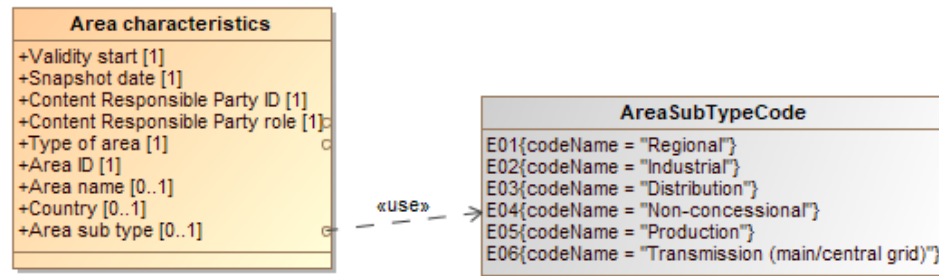 Area characteristics
+Validity start [1]
+Snapshot date [1]
+Content Responsible Party ID [1]
+Content Responsible Party role [1]
+Type of area [1]
+Area ID [1]
+Area name [0..1]
+Country [0..1]
+Area sub type [0..1]
«use»
AreaSubTypeCode
E01{codeName = "Regional"}
E02{codeName = "Industrial"}
E03{codeName = "Distribution"}
E04{codeName = "Non-concessional"}
E05{codeName = "Production"}
E06{codeName = "Transmission (main/central grid)"}